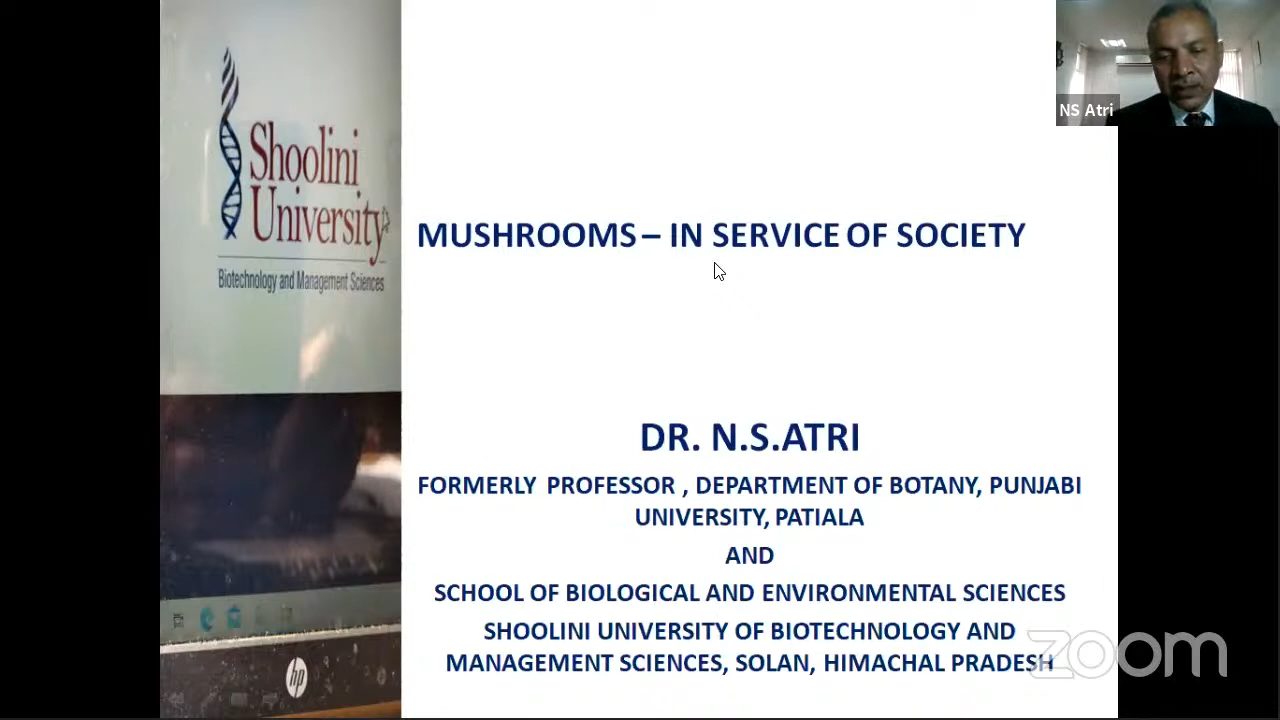 Shoolini
University
Biotechnology and Management Sciences
hp
NS Atri
MUSHROOMS – IN SERVICE OF SOCIETY
DR. N.S.ATRI
FORMERLY PROFESSOR , DEPARTMENT OF BOTANY, PUNJABI
UNIVERSITY, PATIALA
AND
SCHOOL OF BIOLOGICAL AND ENVIRONMENTAL SCIENCES
SHOOLINI UNIVERSITY OF BIOTECHNOLOGY AND
MANAGEMENT SCIENCES, SOLAN, HIMACHAL PRADESH
zoom